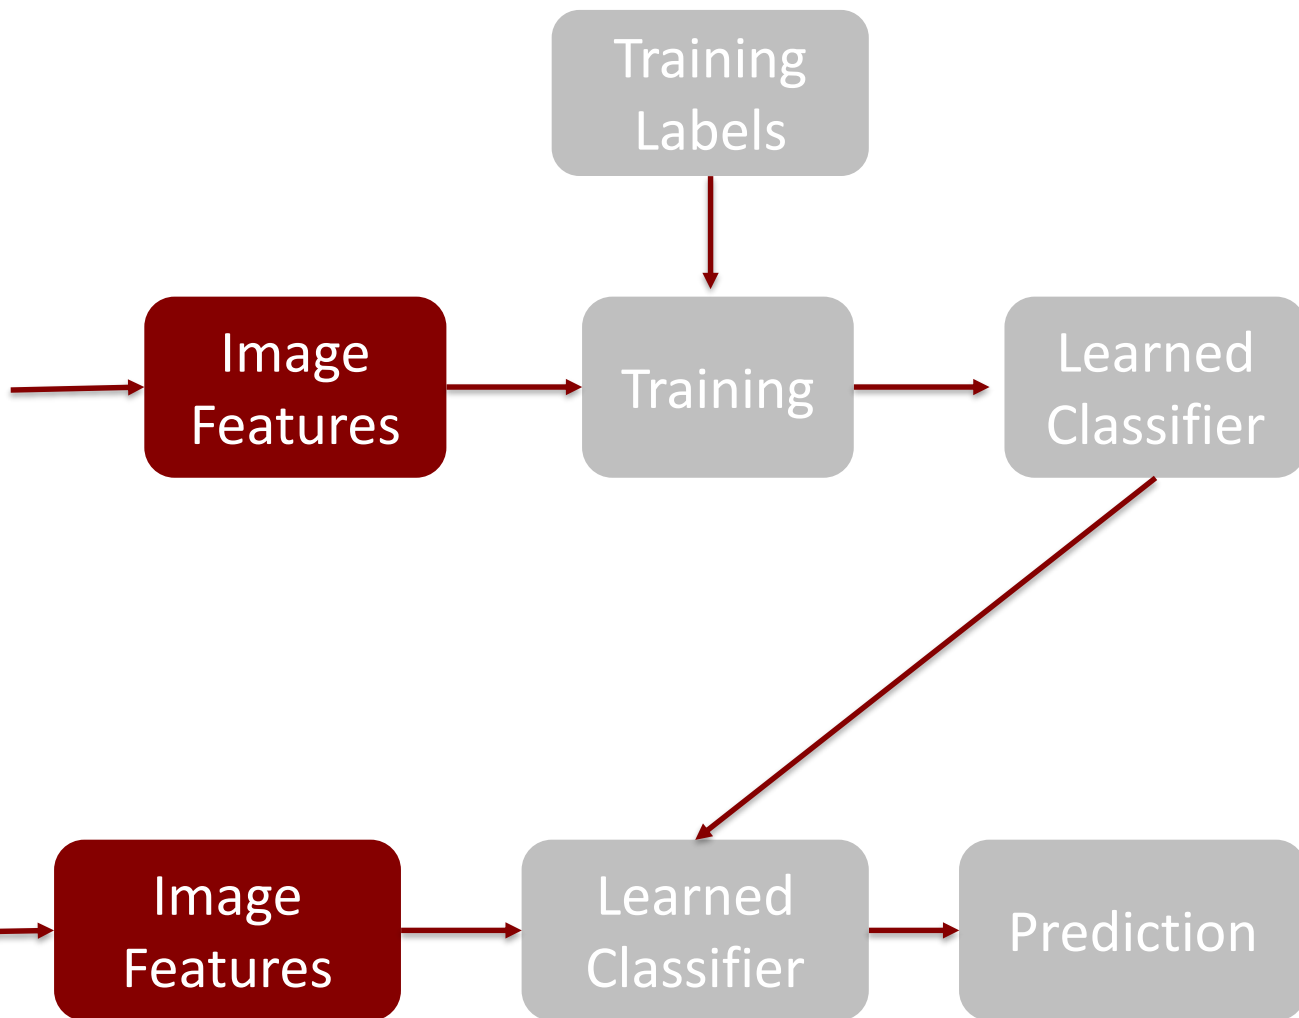 Training
Labels
Image
Features
Training
Learned
Classifier
Image
Features
Learned
Classifier
Prediction